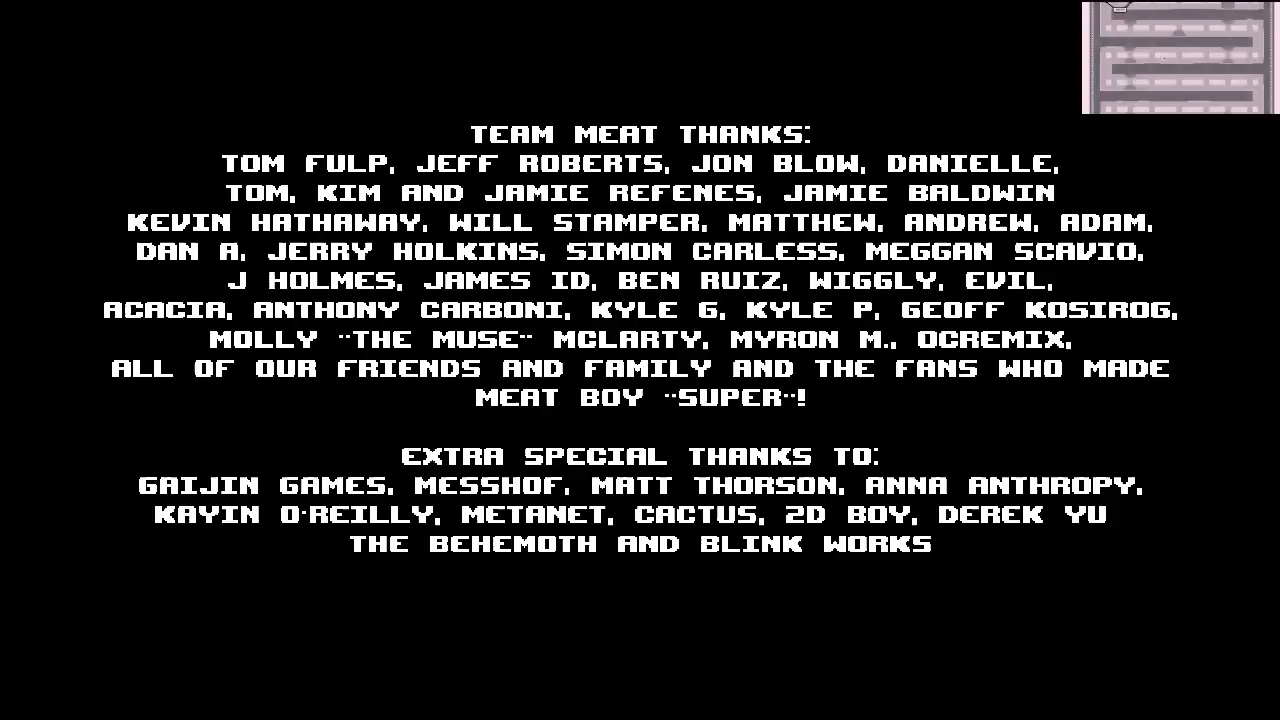 TEAM MEAT THANKS:
TOM FULP, JEFF ROBERTS, JON BLOW, DANIELLE,
TOM, KIM AND JAMIE REFENES, JAMIE BALDWIN
KEVIN HATHAWAY, WILL STAMPER, MATTHEW, ANDREW, ADAM,
DAN A, JERRY HOLKINS, SIMON CARLESS, MEGGAN SCAVIO,
J HOLMES, JAMES ID, BEN RUIZ, WIGGLY, EVIL,
ACACIA, ANTHONY CARBONI, KYLE G, KYLE P, GEOFF KOSIROG,
MOLLY "THE MUSE" MCLARTY, MYRON M., OCREMIX,
ALL OF OUR FRIENDS AND FAMILY AND THE FANS WHO MADE
MEAT BOY "SUPER"!
EXTRA SPECIAL THANKS TO:
GAIJIN GAMES, MESSHOF, MATT THORSON, ANNA ANTHROPY,
KAYIN O'REILLY, METANET, CACTUS, 2D BOY, DEREK YU
THE BEHEMOTH AND BLINK WORKS